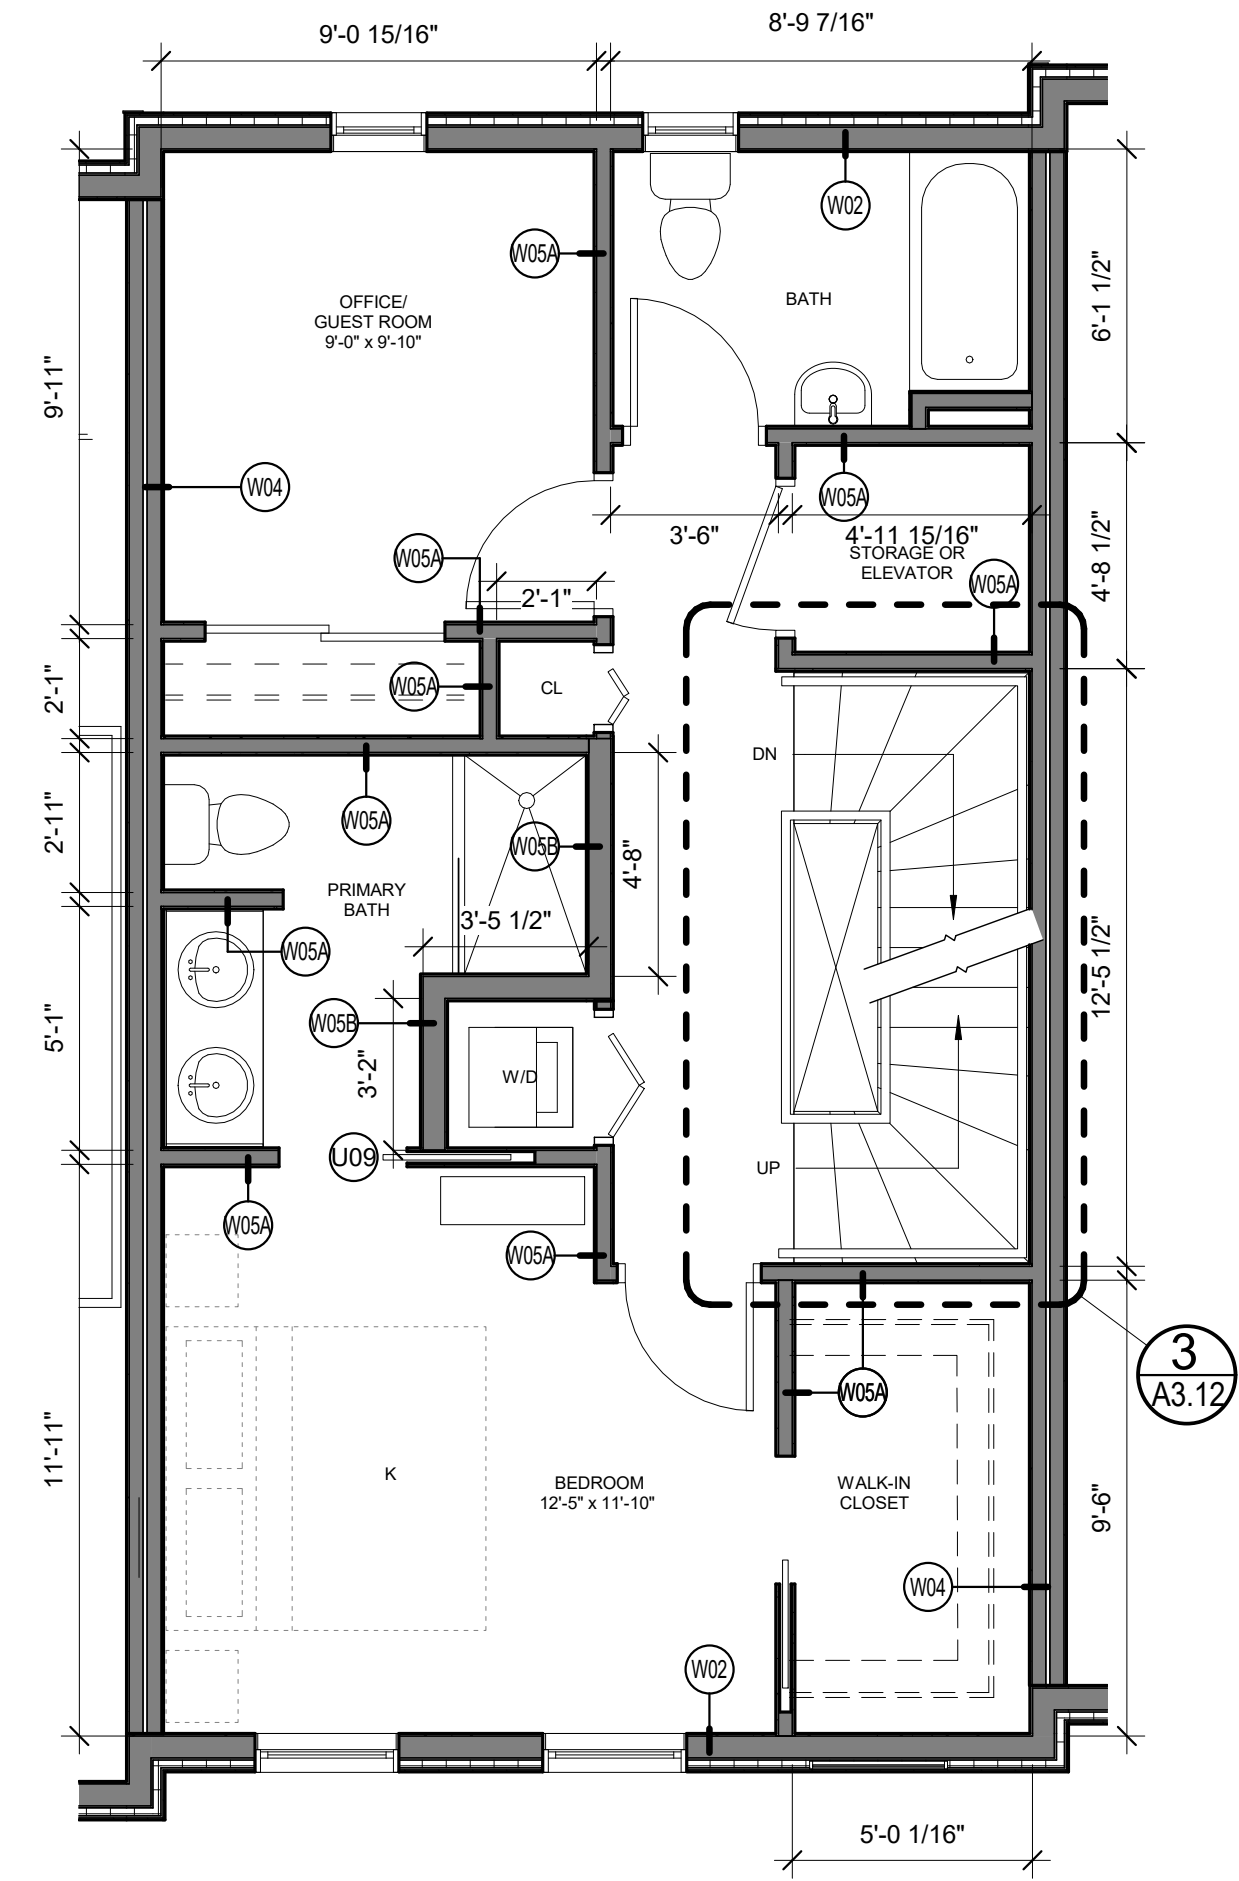 9'-0 15/16"
8'-9 7/16"
W02
W05A
6'-1 1/2"
BATH
OFFICE/
GUEST ROOM
9'-0" x 9'-10"
9'-11"
W04
W05A
3'-6"
4'-11 15/16"
STORAGE OR
ELEVATOR
4'-8 1/2"
W05A
W05A
2'-1"
W05A
CL
2'-1"
DN
W05A
W05B
4'-8"
2'-11"
PRIMARY
BATH
3'-5 1/2"
W05A
12'-5 1/2"
5'-1"
W05B
3'-2"
W/D
U09
UP
W05A
W05A
3
A3.12
W05A
K
BEDROOM
12'-5" x 11'-10"
WALK-IN
CLOSET
11'-11"
9'-6"
W04
W02
5'-0 1/16"